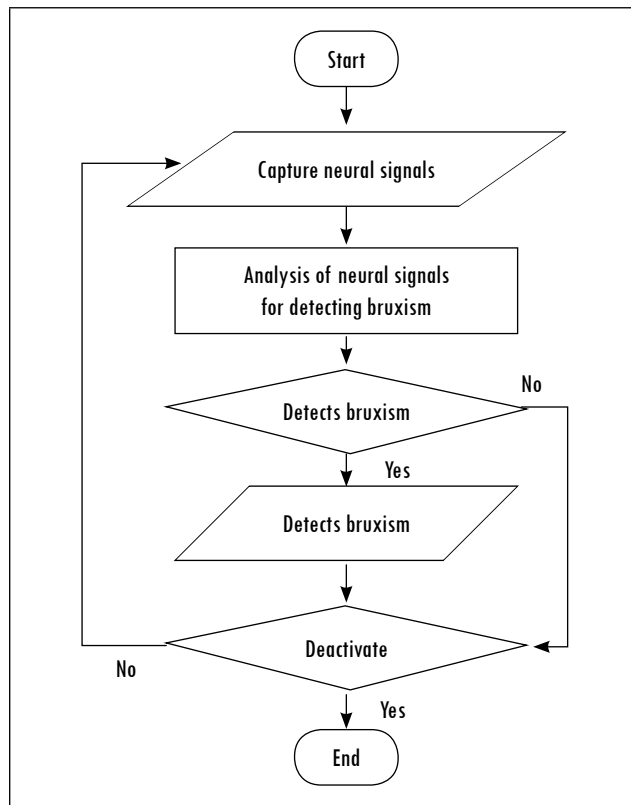 Start
Capture neural signals
Analysis of neural signals
for detecting bruxism
No
Detects bruxism
Yes
Detects bruxism
Deactivate
No
Yes
End